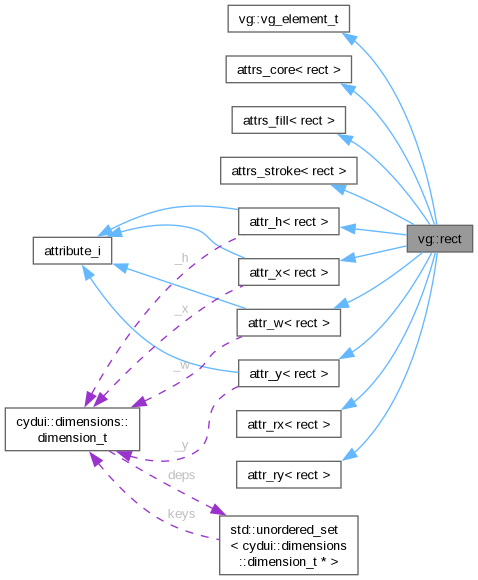 vg::vg_element_t
attrs_core< rect >
attrs_fill< rect >
attrs_stroke< rect >
attr_h< rect >
vg::rect
attribute_i
_h
attr_x< rect >
_x
attr_w< rect >
_w
attr_y< rect >
cydui::dimensions::
dimension_t
attr_rx< rect >
_y
deps
attr_ry< rect >
keys
std::unordered_set
< cydui::dimensions
::dimension_t * >